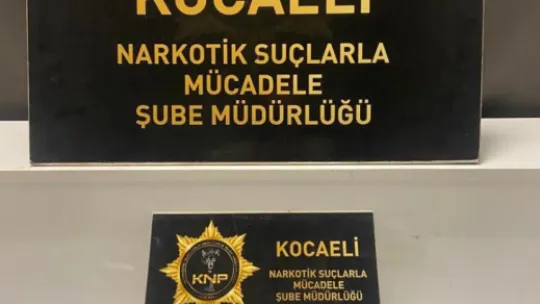 KOCAELİ
NARKOTİK SUÇLARLA
MÜCADELE
ŞUBE MÜDÜRLÜĞÜ
KNP
KOCAELİ
NARKOTİK SUÇLARLA
MÜCADELE
ŞUBE MÜDÜRLÜĞÜ